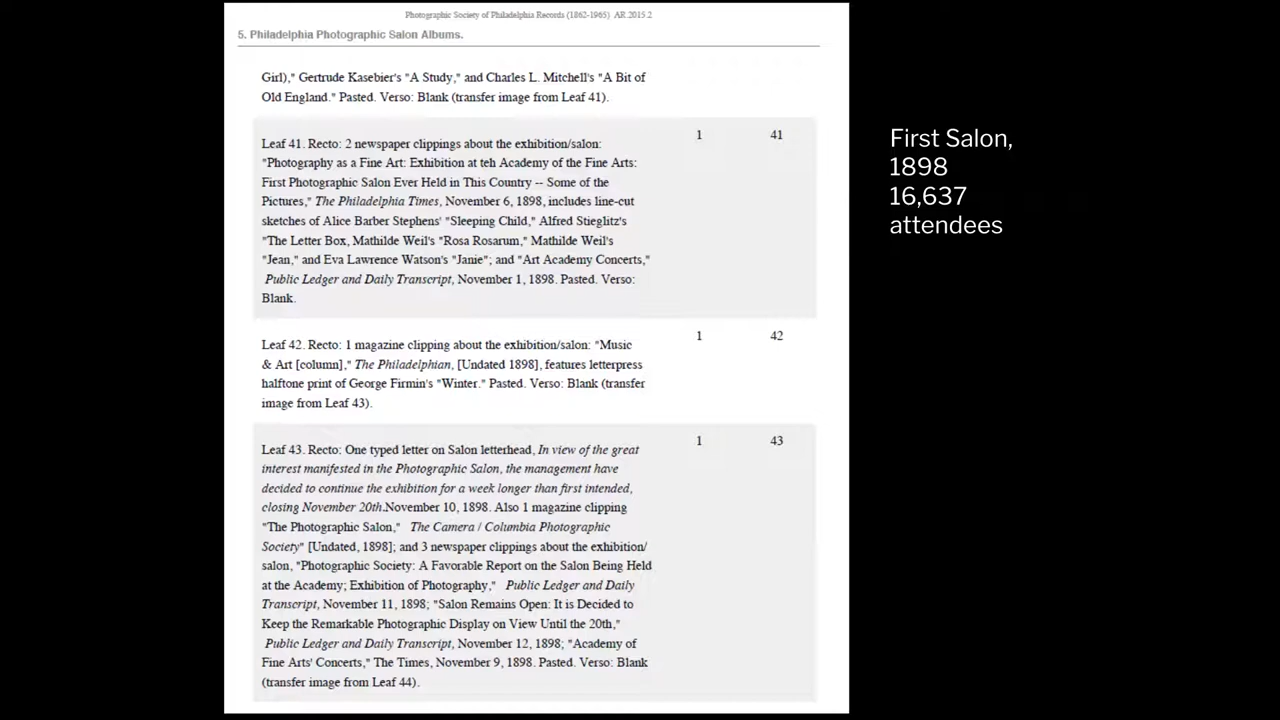 Photographic Society of Philadelphia Records (1862-1965) AR.2015.2
5. Philadelphia Photographic Salon Albums.
Girl)," Gertrude Kasebier's "A Study," and Charles L. Mitchell's "A Bit of
Old England." Pasted. Verso: Blank (transfer image from Leaf 41).
Leaf 41. Recto: 2 newspaper clippings about the exhibition/salon:
"Photography as a Fine Art: Exhibition at teh Academy of the Fine Arts:
First Photographic Salon Ever Held in This Country -- Some of the
Pictures," The Philadelphia Times, November 6, 1898, includes line-cut
sketches of Alice Barber Stephens' "Sleeping Child," Alfred Stieglitz's
"The Letter Box, Mathilde Weil's "Rosa Rosarum," Mathilde Weil's
"Jean," and Eva Lawrence Watson's "Janie"; and "Art Academy Concerts,"
Public Ledger and Daily Transcript, November 1, 1898. Pasted. Verso:
Blank.
1 41
Leaf 42. Recto: 1 magazine clipping about the exhibition/salon: "Music
& Art [column]," The Philadelphian, [Undated 1898], features letterpress
halftone print of George Firmin's "Winter." Pasted. Verso: Blank (transfer
image from Leaf 43).
1 42
Leaf 43. Recto: One typed letter on Salon letterhead, In view of the great
interest manifested in the Photographic Salon, the management have
decided to continue the exhibition for a week longer than first intended,
closing November 20th.November 10, 1898. Also 1 magazine clipping
"The Photographic Salon," The Camera / Columbia Photographic
Society" [Undated, 1898]; and 3 newspaper clippings about the exhibition/
salon, "Photographic Society: A Favorable Report on the Salon Being Held
at the Academy; Exhibition of Photography," Public Ledger and Daily
Transcript, November 11, 1898; "Salon Remains Open: It is Decided to
Keep the Remarkable Photographic Display on View Until the 20th,"
Public Ledger and Daily Transcript, November 12, 1898; "Academy of
Fine Arts' Concerts," The Times, November 9, 1898. Pasted. Verso: Blank
(transfer image from Leaf 44).
1 43
First Salon,
1898
16,637
attendees